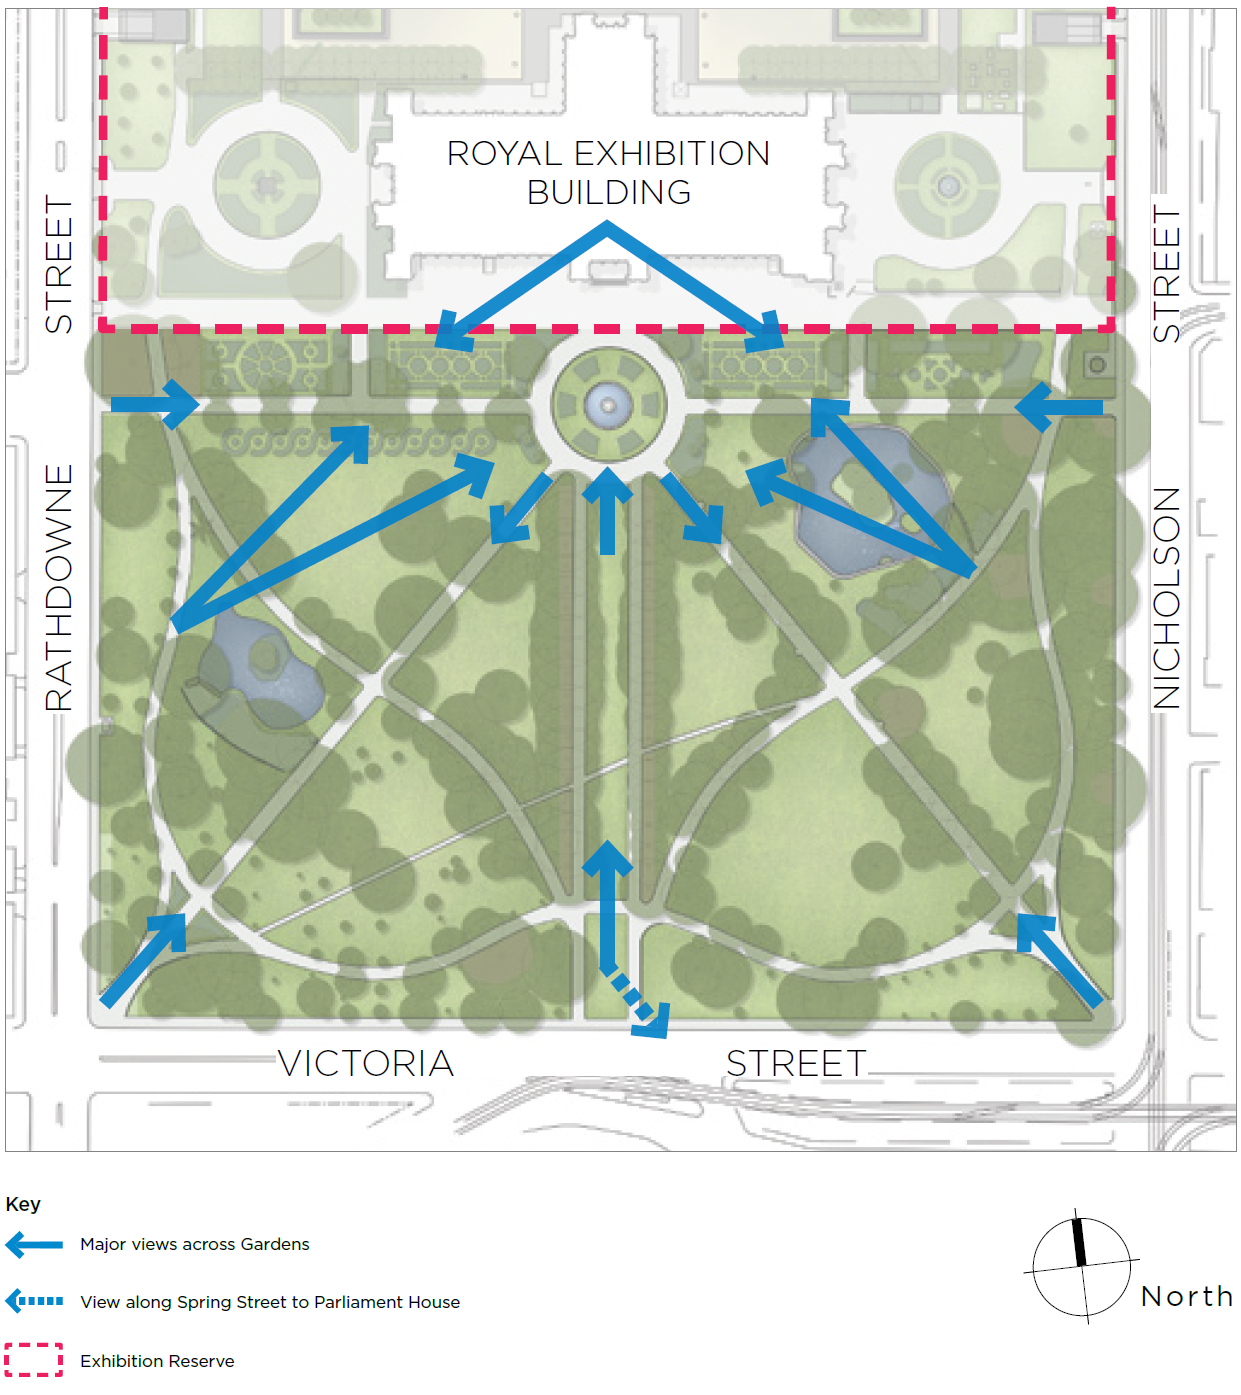 ROYAL EXHIBITION
BUILDING
STREET
STREET
RATHDOWNE
NICHOLSON
VICTORIA STREET
Key
Major views across Gardens
View along Spring Street to Parliament House
Exhibition Reserve
North